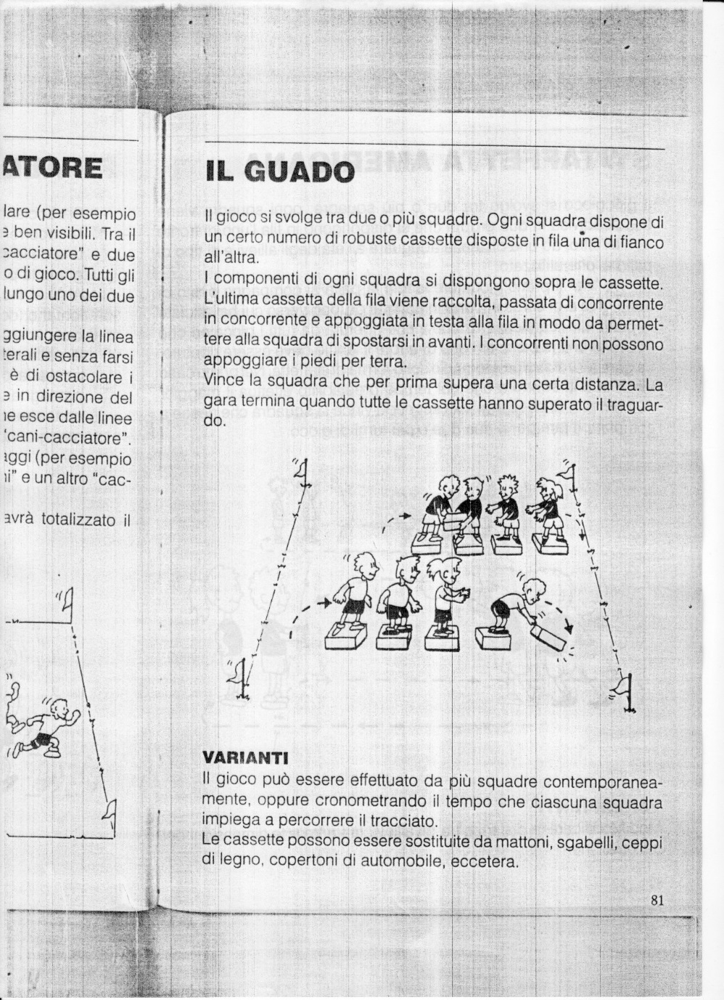 ATORE
lare (per esempio
e ben visibili. Tra il
cacciatore" e due
o di gioco. Tutti gli
lungo uno dei due
ggiungere la linea
terali e senza farsi
è di ostacolare i
e in direzione del
ne esce dalle linee
"cani-cacciatore".
aggi (per esempio
ni" e un altro "cac-
avrà totalizzato il
IL GUADO
Il gioco si svolge tra due o più squadre. Ogni squadra dispone di
un certo numero di robuste cassette disposte in fila una di fianco
all'altra.
I componenti di ogni squadra si dispongono sopra le cassette.
L'ultima cassetta della fila viene raccolta, passata di concorrente
in concorrente e appoggiata in testa alla fila in modo da permet-
tere alla squadra di spostarsi in avanti. I concorrenti non possono
appoggiare i piedi per terra.
Vince la squadra che per prima supera una certa distanza. La
gara termina quando tutte le cassette hanno superato il traguar-
do.
VARIANTI
Il gioco può essere effettuato da più squadre contemporanea-
mente, oppure cronometrando il tempo che ciascuna squadra
impiega a percorrere il tracciato.
Le cassette possono essere sostituite da mattoni, sgabelli, ceppi
di legno, copertoni di automobile, eccetera.
81